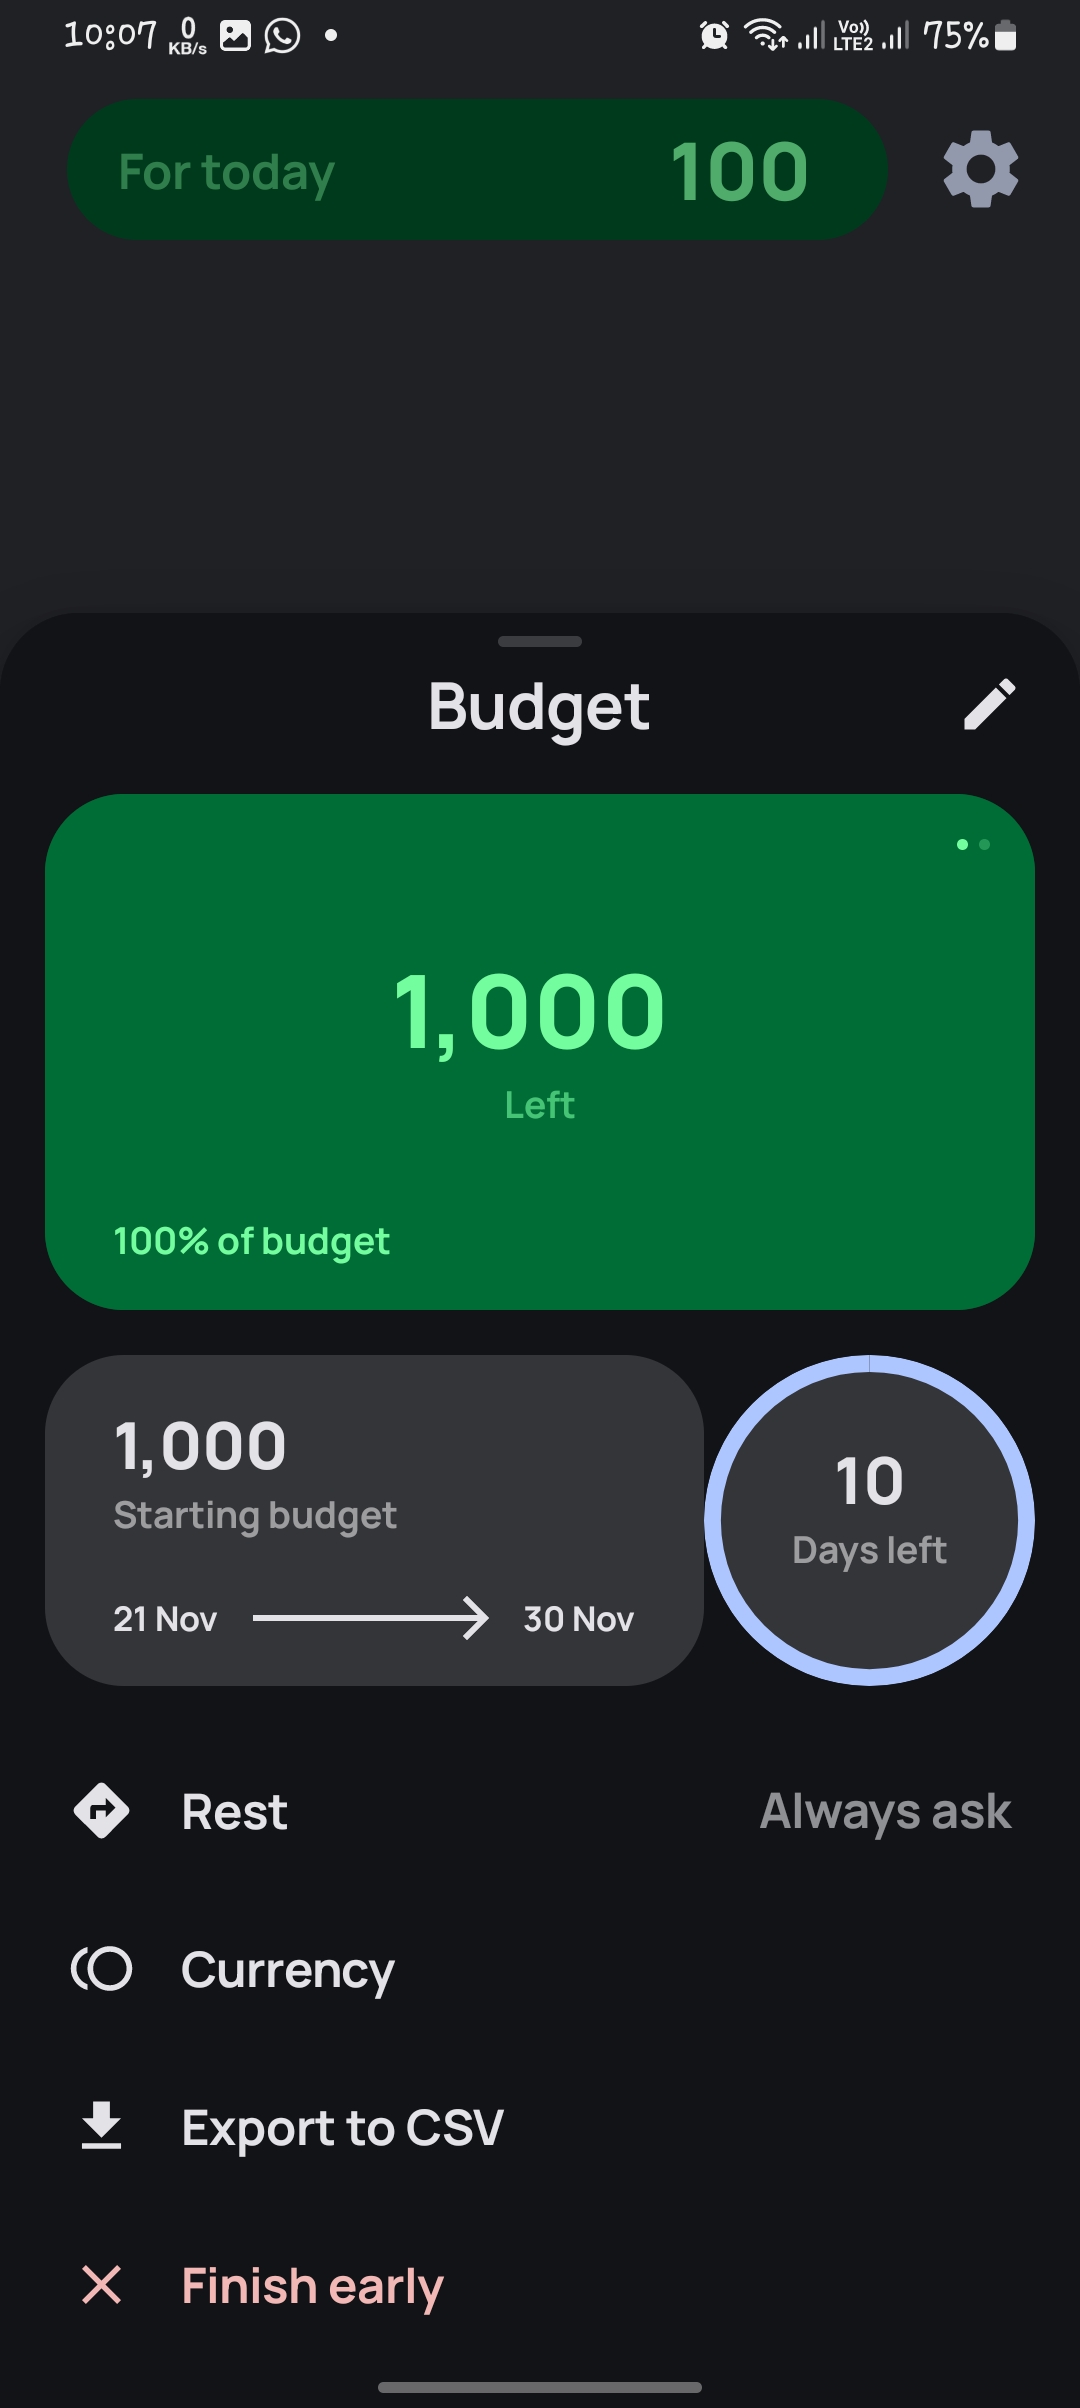 10:07 0 KB/s Vo)) LTE2 75%
For today 100
Budget
1,000
Left
100% of budget
1,000
Starting budget
21 Nov 30 Nov
10
Days left
Rest Always ask
Currency
Export to CSV
Finish early